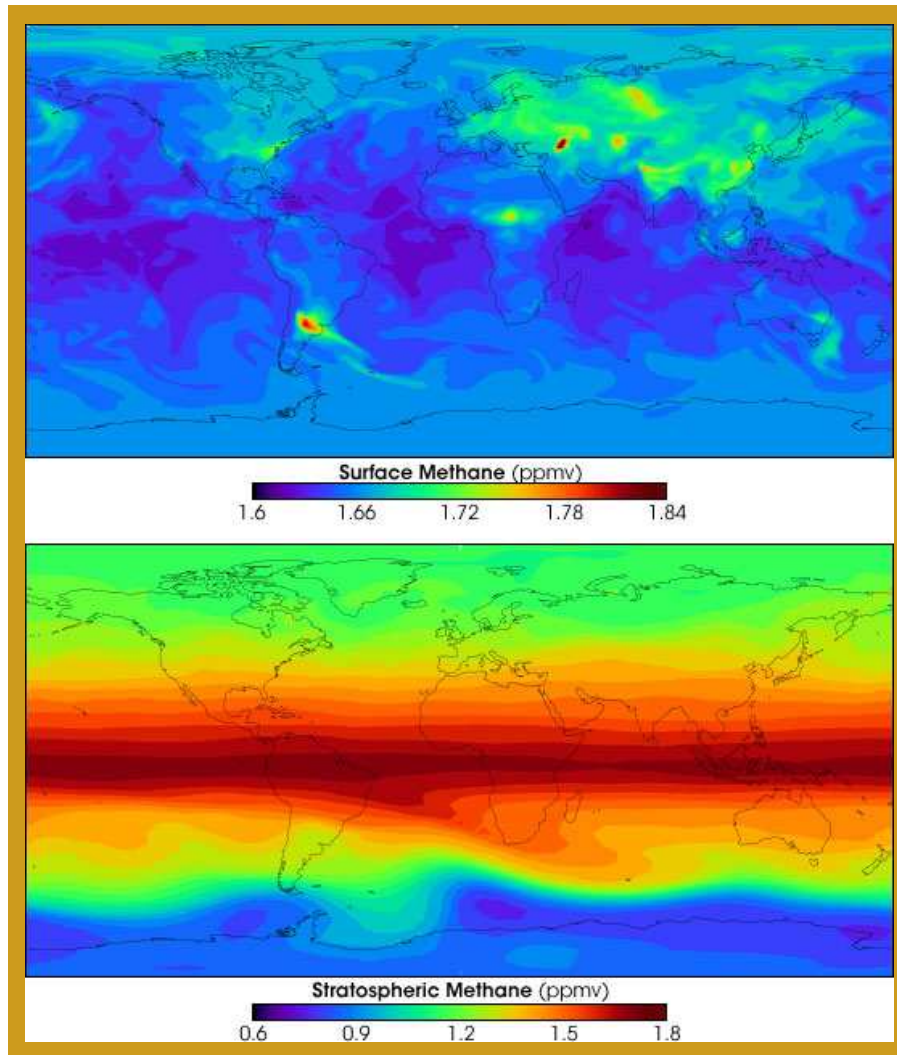 Surface Methane (ppmv)
1.6 1.66 1.72 1.78 1.84
Stratospheric Methane (ppmv)
0.6 0.9 1.2 1.5 1.8